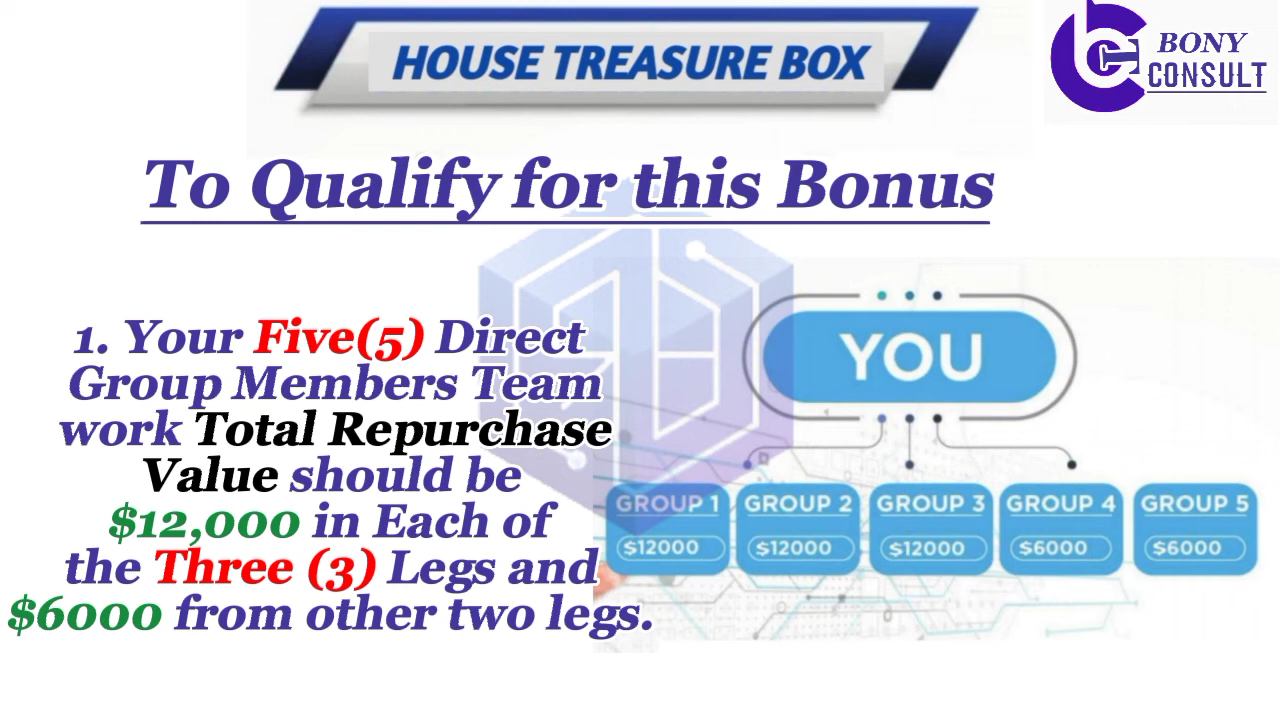 HOUSE TREASURE BOX
BONY
CONSULT
To Qualify for this Bonus
1. Your Five(5) Direct
Group Members Team
work Total Repurchase
Value should be
$12,000 in Each of
the Three (3) Legs and
$6000 from other two legs.
YOU
GROUP 1
$12000
GROUP 2
$12000
GROUP 3
$12000
GROUP 4
$6000
GROUP 5
$6000